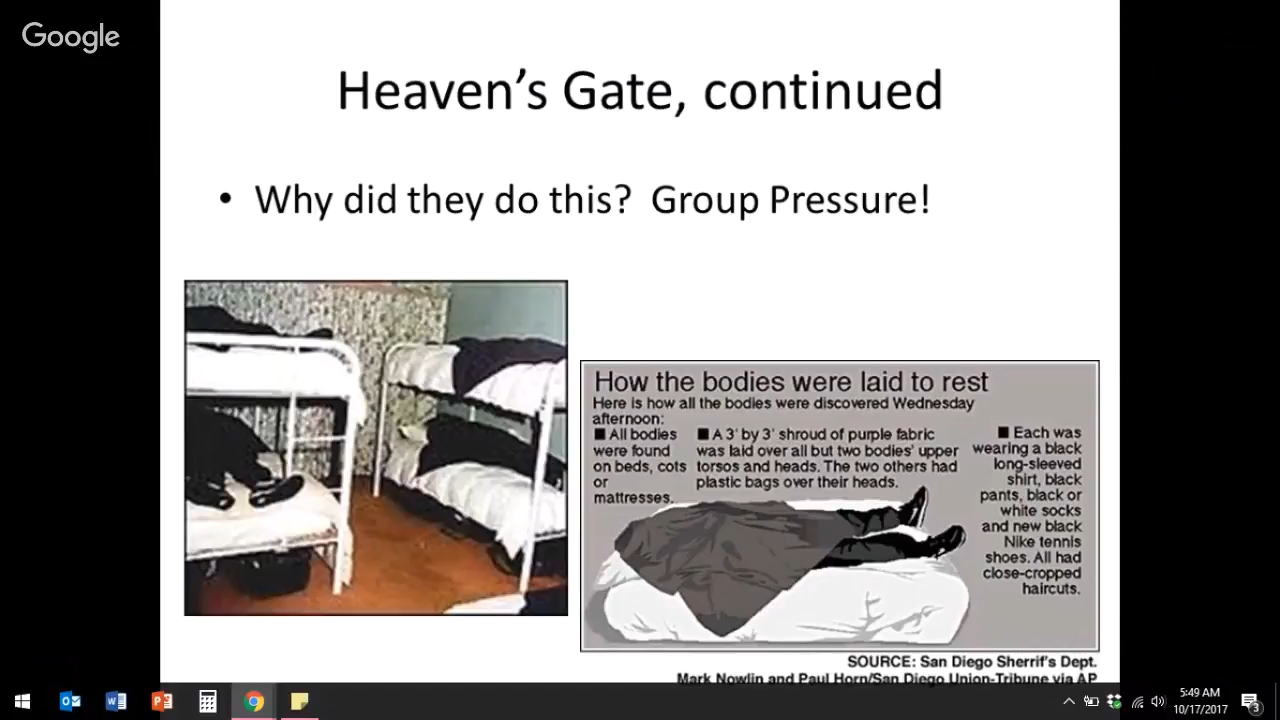 Google
Heaven's Gate, continued
• Why did they do this? Group Pressure!
How the bodies were laid to rest
Here is how all the bodies were discovered Wednesday
afternoon:
■ All bodies
were found
on beds, cots
or
mattresses.
■ A 3' by 3' shroud of purple fabric
was laid over all but two bodies' upper
torsos and heads. The two others had
plastic bags over their heads.
■ Each was
wearing a black
long-sleeved
shirt, black
pants, black or
white socks
and new black
Nike tennis
shoes. All had
close-cropped
haircuts.
SOURCE: San Diego Sherrif's Dept.
Mark Nowlin and Paul Horn/San Diego Union-Tribune via AP
5:49 AM
10/17/2017
3